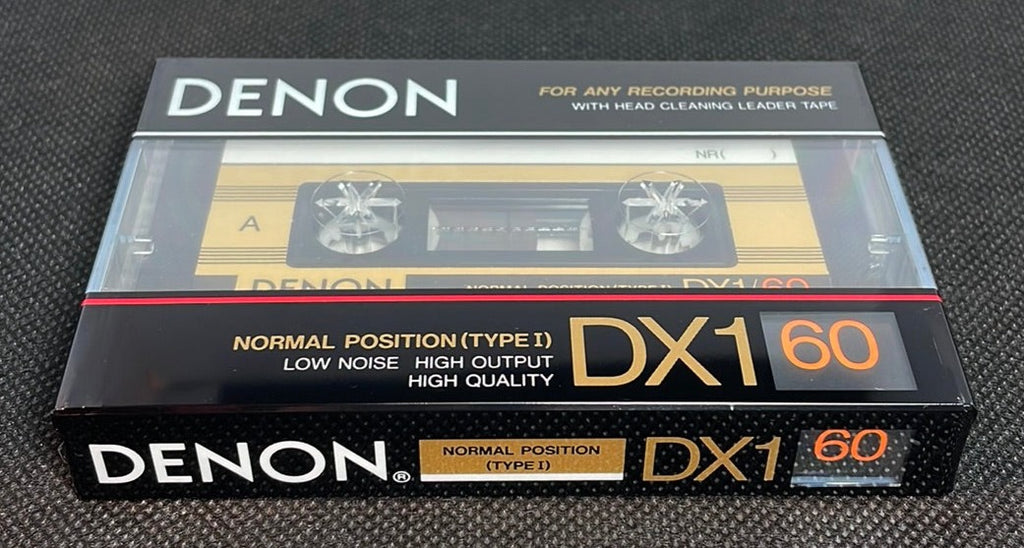 DENON
FOR ANY RECORDING PURPOSE
WITH HEAD CLEANING LEADER TAPE
NR( )
A
DENON
NORMAL POSITION (TYPE I) DX1/60
NORMAL POSITION (TYPE I)
LOW NOISE HIGH OUTPUT
HIGH QUALITY
DX1 60
DENON®
NORMAL POSITION
(TYPE I)
DX1 60